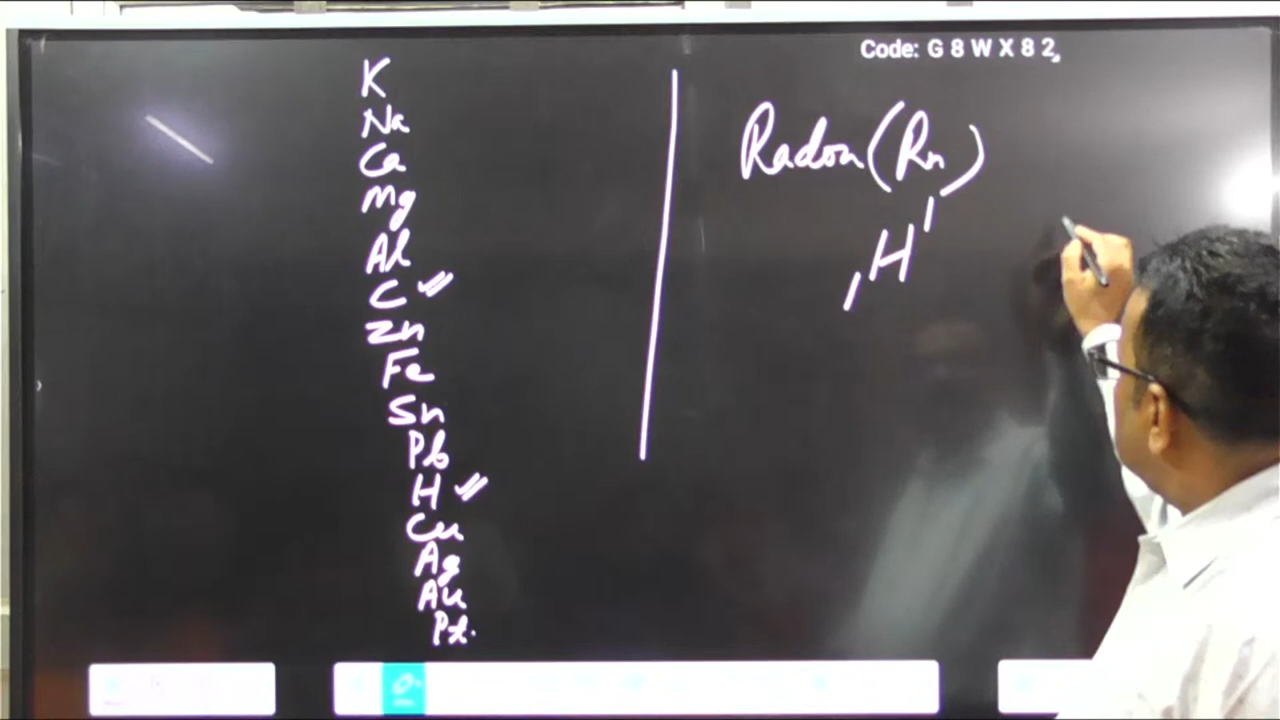 Code: G 8 W X 8 2,
K
Na
Ca
Mg
Al
C
Zn
Fe
Sn
Pb
H
Cu
Ag
Au
Pt.
Radon (Rn)
₁H¹